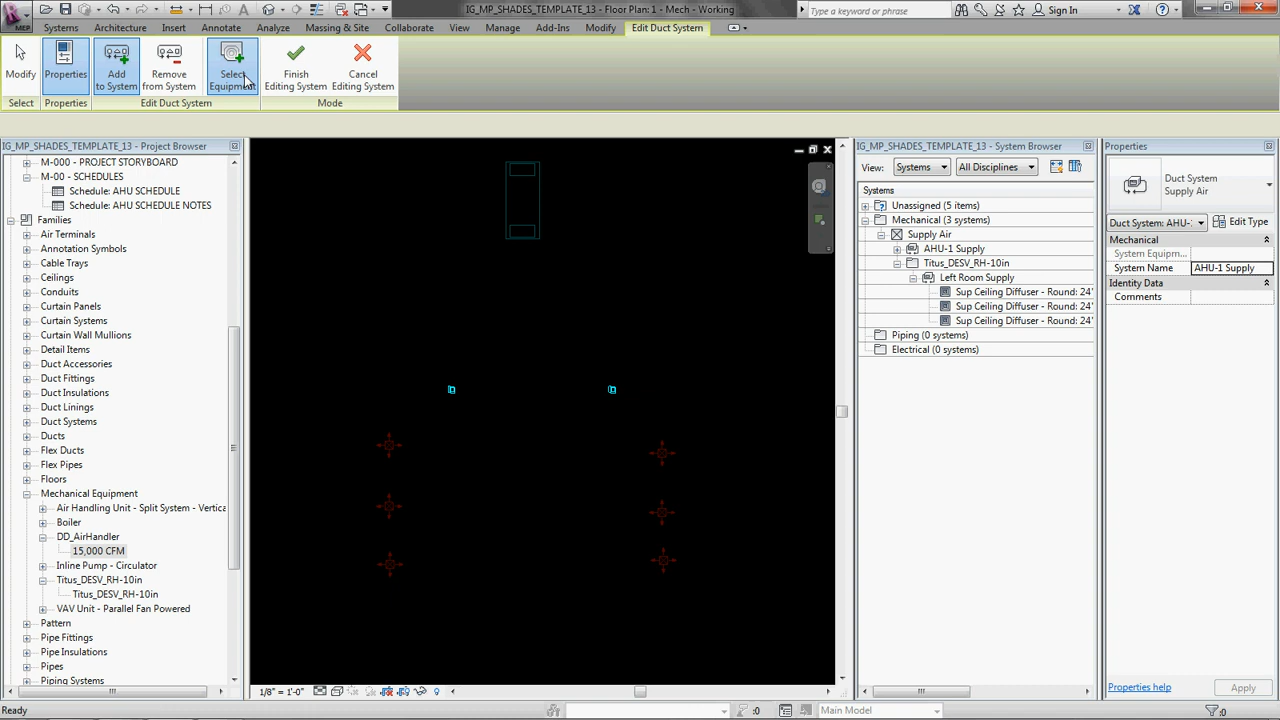 IG_MP_SHADES_TEMPLATE_13 - Floor Plan: 1 - Mech - Working
Type a keyword or phrase
Sign In
MEP
Systems
Architecture
Insert
Annotate
Analyze
Massing & Site
Collaborate
View
Manage
Add-Ins
Modify
Edit Duct System
Modify
Properties
Add
to System
Remove
from System
Select
Equipment
Finish
Editing System
Cancel
Editing System
Select
Properties
Edit Duct System
Mode
IG_MP_SHADES_TEMPLATE_13 - Project Browser
M-000 - PROJECT STORYBOARD
M-00 - SCHEDULES
Schedule: AHU SCHEDULE
Schedule: AHU SCHEDULE NOTES
Families
Air Terminals
Annotation Symbols
Cable Trays
Ceilings
Conduits
Curtain Panels
Curtain Systems
Curtain Wall Mullions
Detail Items
Duct Accessories
Duct Fittings
Duct Insulations
Duct Linings
Duct Systems
Ducts
Flex Ducts
Flex Pipes
Floors
Mechanical Equipment
Air Handling Unit - Split System - Vertica
Boiler
DD_AirHandler
15,000 CFM
Inline Pump - Circulator
Titus_DESV_RH-10in
Titus_DESV_RH-10in
VAV Unit - Parallel Fan Powered
Pattern
Pipe Fittings
Pipe Insulations
Pipes
Piping Systems
1/8" = 1'-0"
IG_MP_SHADES_TEMPLATE_13 - System Browser
View:
Systems
All Disciplines
Systems
Unassigned (5 items)
Mechanical (3 systems)
Supply Air
AHU-1 Supply
Titus_DESV_RH-10in
Left Room Supply
Sup Ceiling Diffuser - Round: 24"
Sup Ceiling Diffuser - Round: 24"
Sup Ceiling Diffuser - Round: 24"
Piping (0 systems)
Electrical (0 systems)
Properties
Duct System
Supply Air
Duct System: AHU-
Edit Type
Mechanical
System Equipm...
System Name
AHU-1 Supply
Identity Data
Comments
Properties help
Apply
:0
Main Model
:0